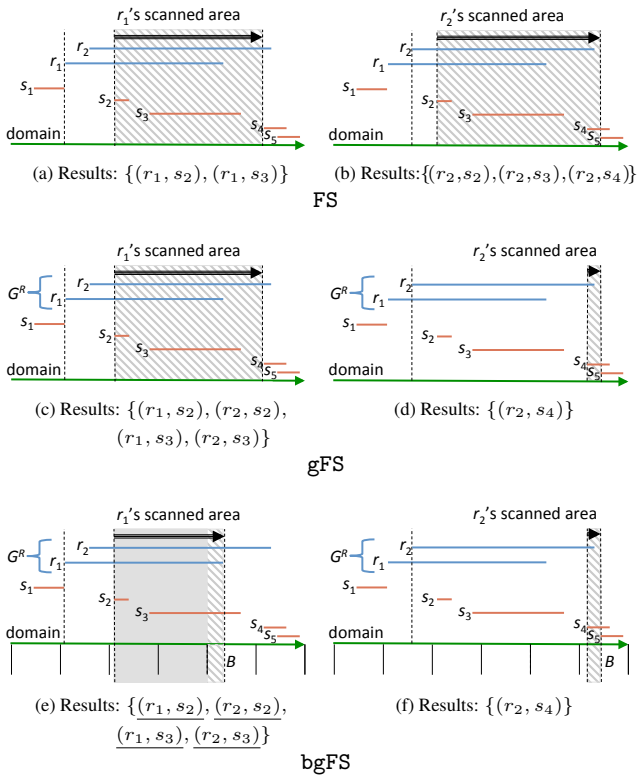 r1's scanned area
r2
r1
s1
s2
s3
s4
s5
domain
(a) Results: {(r1, s2), (r1, s3)}
r2's scanned area
r2
r1
s1
s2
s3
s4
s5
domain
(b) Results:{(r2,s2),(r2,s3),(r2,s4)}
FS
r1's scanned area
G^R
r2
r1
s1
s2
s3
s4
s5
domain
(c) Results: {(r1, s2), (r2, s2),
(r1, s3), (r2, s3)}
r2's scanned area
G^R
r2
r1
s1
s2
s3
s4
s5
domain
(d) Results: {(r2, s4)}
gFS
r1's scanned area
G^R
r2
r1
s1
s2
s3
s4
s5
domain
B
(e) Results: {(r1, s2), (r2, s2),
(r1, s3), (r2, s3)}
r2's scanned area
G^R
r2
r1
s1
s2
s3
s4
s5
domain
B
(f) Results: {(r2, s4)}
bgFS